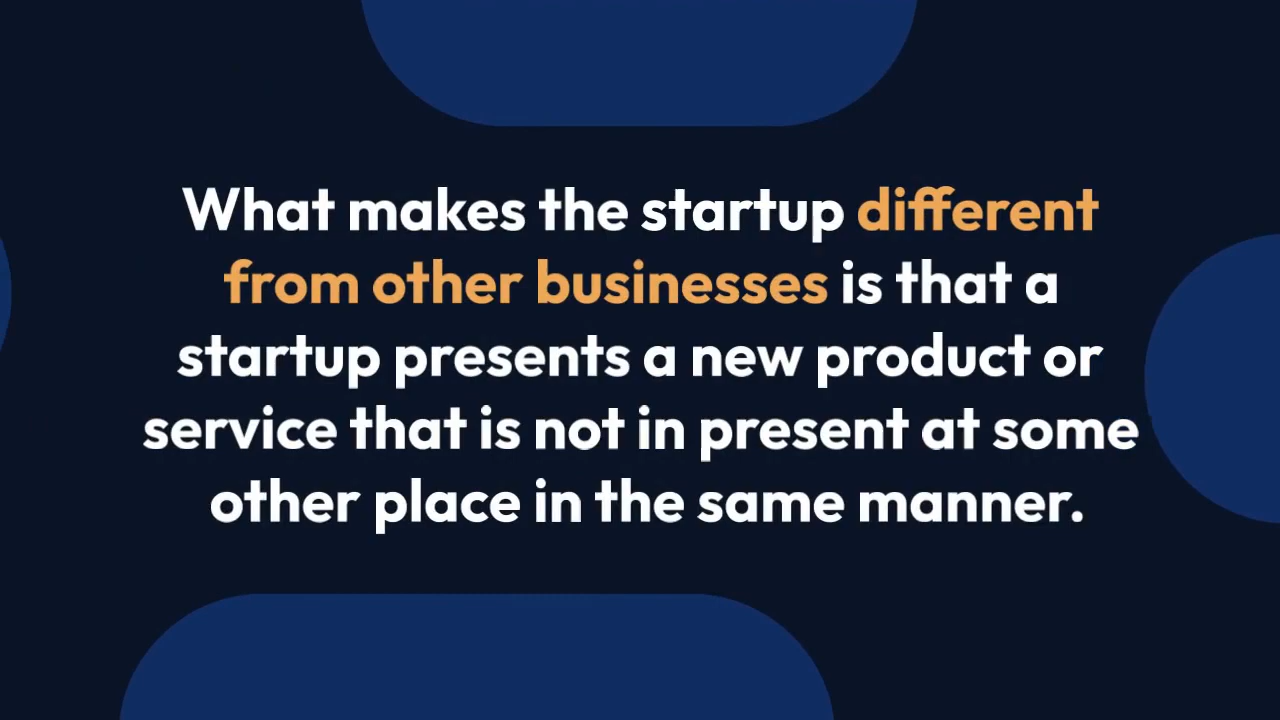 What makes the startup different
from other businesses is that a
startup presents a new product or
service that is not in present at some
other place in the same manner.